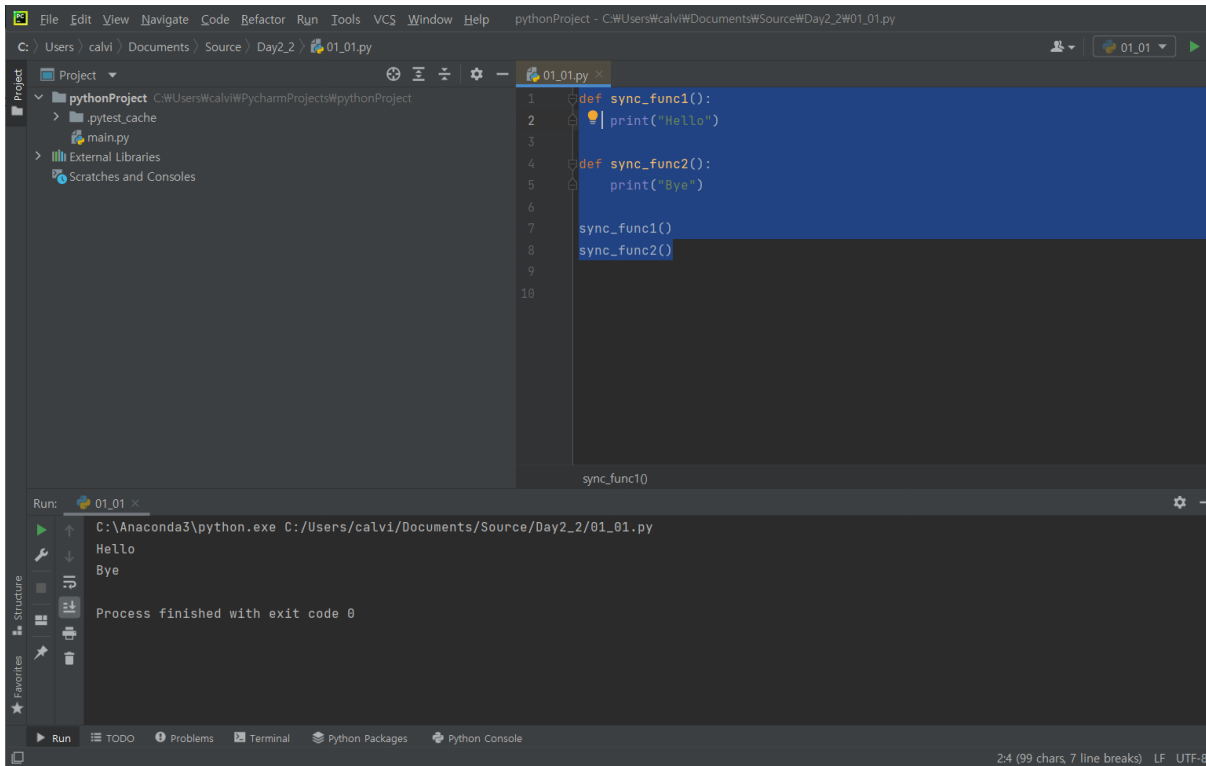 PC File Edit View Navigate Code Refactor Run Tools VCS Window Help pythonProject - C:₩Users₩calvi₩Documents₩Source₩Day2_2₩01_01.py
C: Users calvi Documents Source Day2_2 01_01.py 01_01
Project
Project
pythonProject C:₩Users₩calvi₩PycharmProjects₩pythonProject
.pytest_cache
main.py
External Libraries
Scratches and Consoles
01_01.py
1 def sync_func1():
2 print("Hello")
3
4 def sync_func2():
5 print("Bye")
6
7 sync_func1()
8 sync_func2()
9
10
sync_func1()
Run: 01_01
C:\Anaconda3\python.exe C:/Users/calvi/Documents/Source/Day2_2/01_01.py
Hello
Bye
Process finished with exit code 0
Structure
Favorites
Run TODO Problems Terminal Python Packages Python Console
2:4 (99 chars, 7 line breaks) LF UTF-8